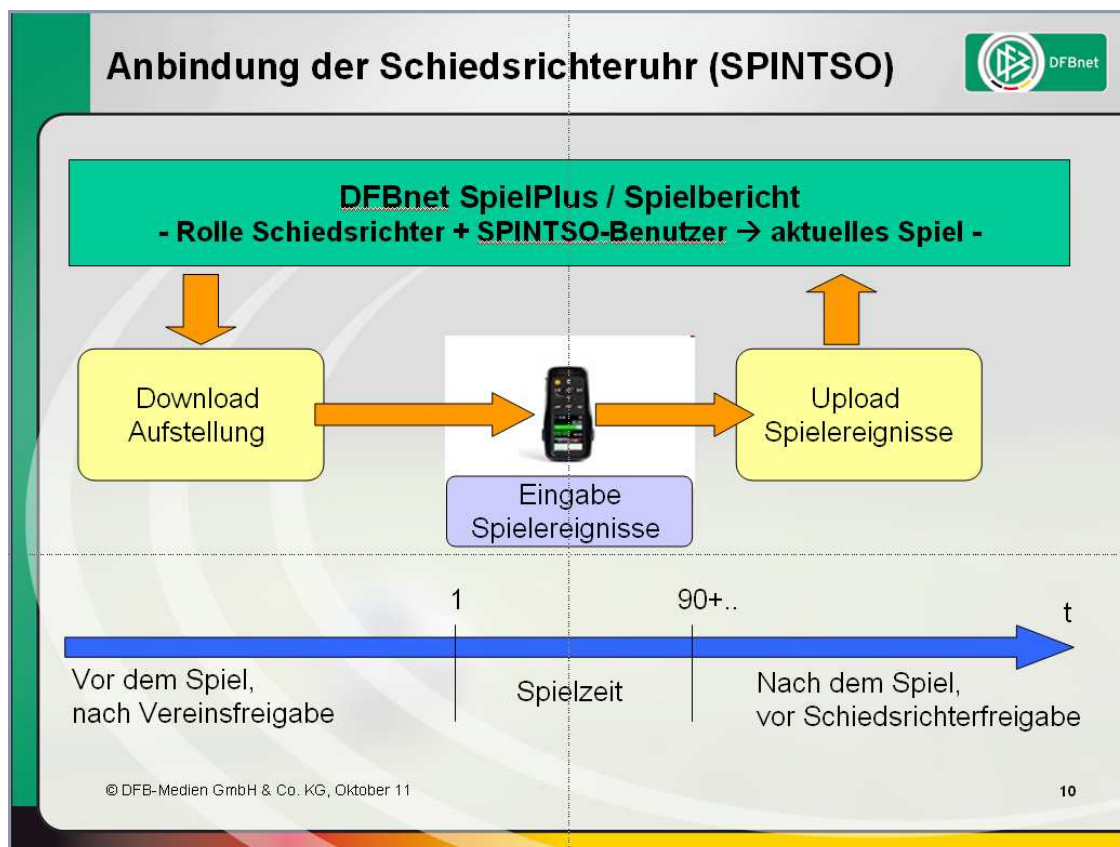 Anbindung der Schiedsrichteruhr (SPINTSO)
DFBnet
DFBnet SpielPlus / Spielbericht
- Rolle Schiedsrichter + SPINTSO-Benutzer → aktuelles Spiel -
Download
Aufstellung
Eingabe
Spielereignisse
Upload
Spielereignisse
1
90+..
t
Vor dem Spiel,
nach Vereinsfreigabe
Spielzeit
Nach dem Spiel,
vor Schiedsrichterfreigabe
© DFB-Medien GmbH & Co. KG, Oktober 11
10